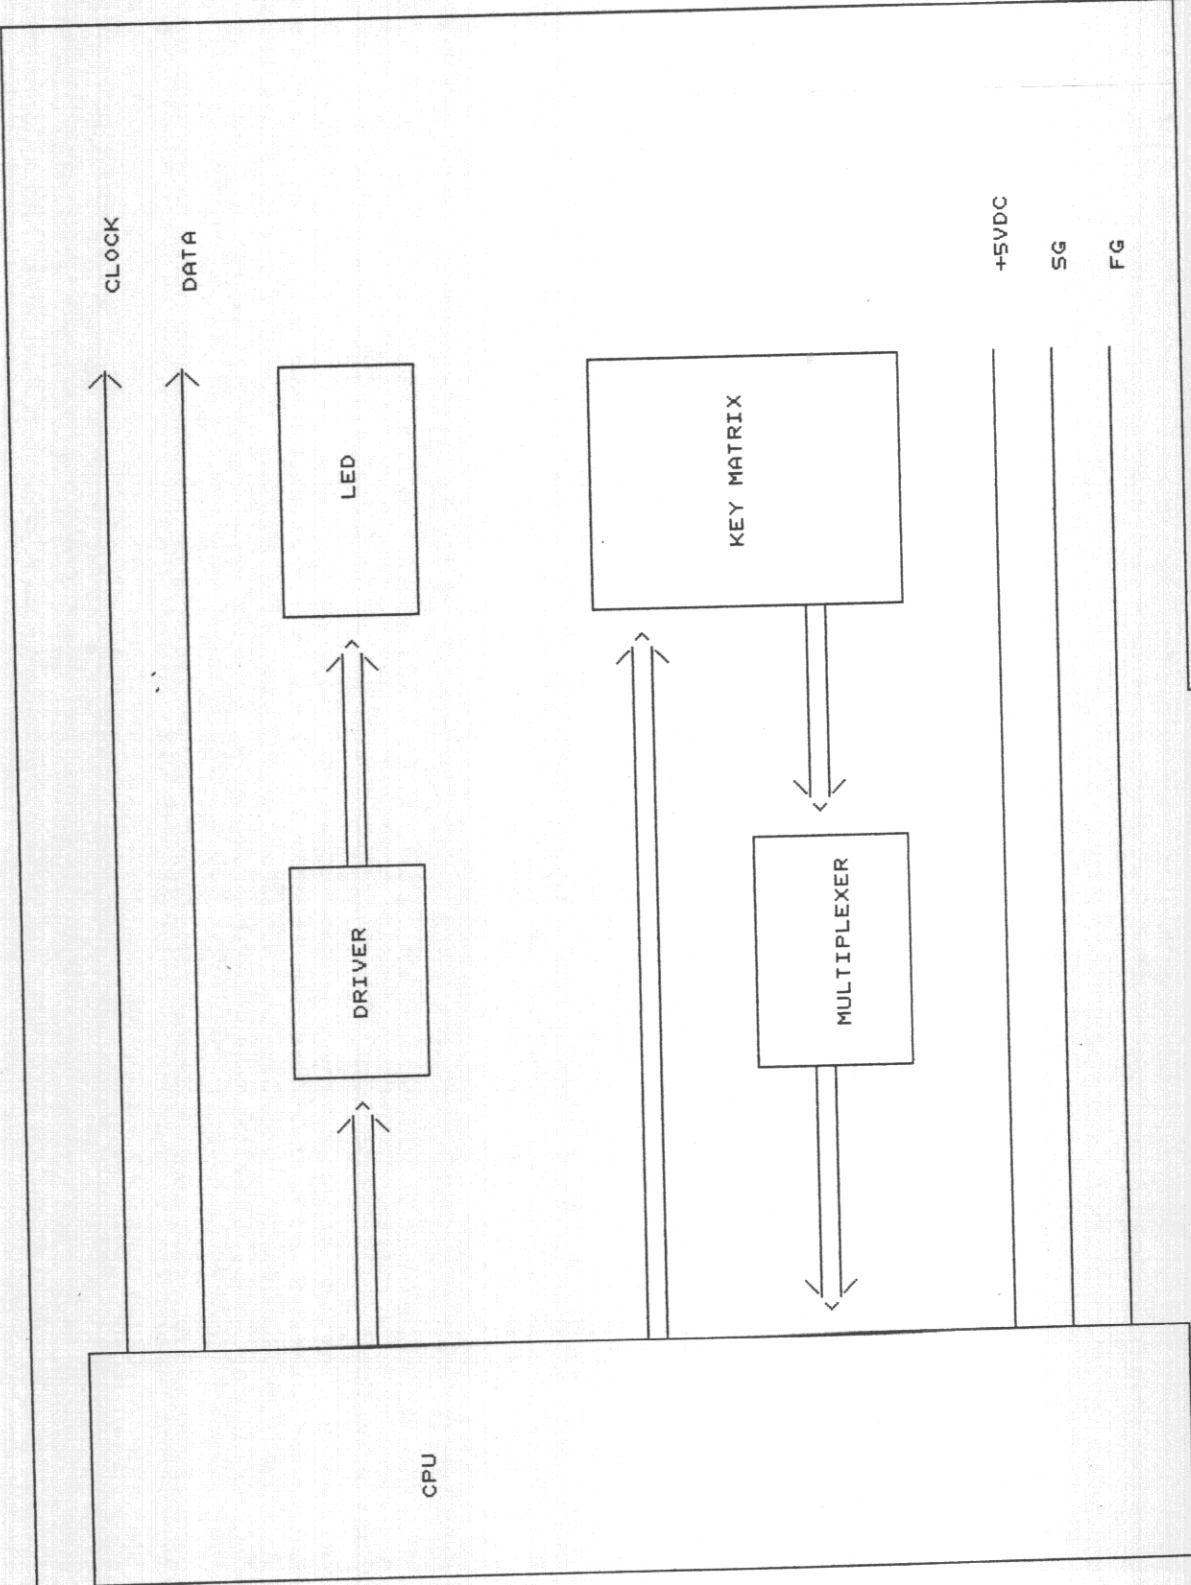 CLOCK
DATA
LED
DRIVER
KEY MATRIX
MULTIPLEXER
+5VDC
SG
FG
CPU